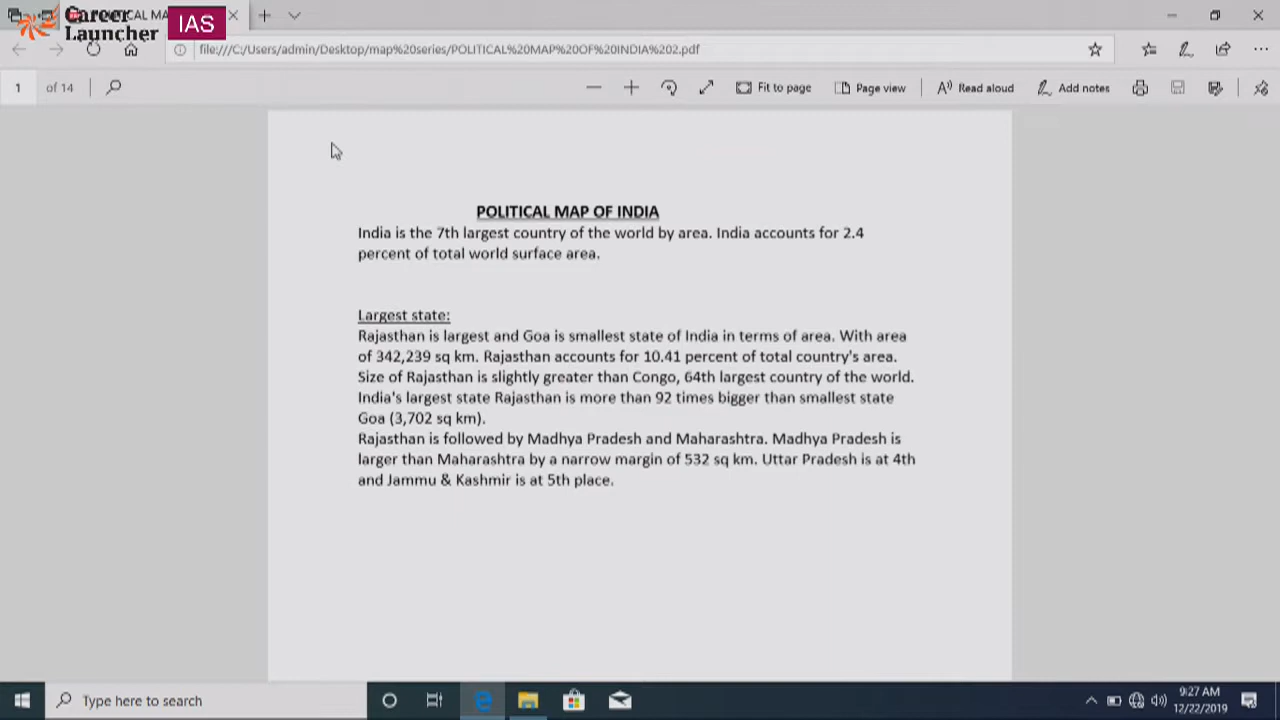 Career
Launcher
IAS
POLITICAL MA
file:///C:/Users/admin/Desktop/map%20series/POLITICAL%20MAP%20OF%20INDIA%202.pdf
1 of 14
Fit to page
Page view
Read aloud
Add notes
POLITICAL MAP OF INDIA
India is the 7th largest country of the world by area. India accounts for 2.4
percent of total world surface area.
Largest state:
Rajasthan is largest and Goa is smallest state of India in terms of area. With area
of 342,239 sq km. Rajasthan accounts for 10.41 percent of total country's area.
Size of Rajasthan is slightly greater than Congo, 64th largest country of the world.
India's largest state Rajasthan is more than 92 times bigger than smallest state
Goa (3,702 sq km).
Rajasthan is followed by Madhya Pradesh and Maharashtra. Madhya Pradesh is
larger than Maharashtra by a narrow margin of 532 sq km. Uttar Pradesh is at 4th
and Jammu & Kashmir is at 5th place.
Type here to search
9:27 AM
12/22/2019